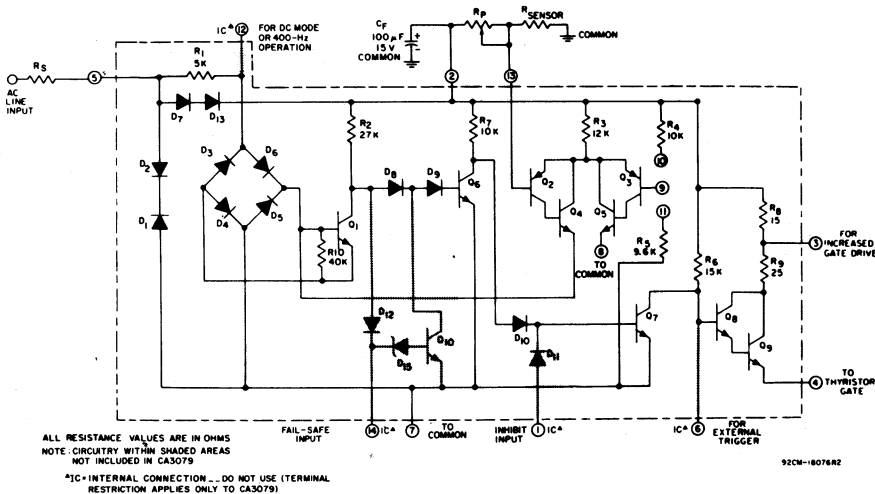 IC▲ ⑫
FOR DC MODE
OR 400-Hz
OPERATION
CF
100 µF
15 V
COMMON
+
−
RP
RSENSOR
COMMON
RS
AC
LINE
INPUT
⑤
R1
5K
②
⑬
D7
D13
R2
27K
R7
10K
R3
12 K
R4
10K
⑩
D3
D6
D2
D8
D9
Q6
Q2
Q3
⑨
D4
D5
D1
Q1
Q4
Q5
⑪
R8
15
③
FOR
INCREASED
GATE DRIVE
R10
40K
⑧
TO
COMMON
R5
9.6K
R6
15K
R9
25
D12
D15
Q10
D10
D11
Q7
Q8
Q9
④
TO
THYRISTOR
GATE
FAIL-SAFE
INPUT
⑭ IC▲
⑦
TO
COMMON
INHIBIT
INPUT
① IC▲
IC▲ ⑥
FOR
EXTERNAL
TRIGGER
ALL RESISTANCE VALUES ARE IN OHMS
NOTE: CIRCUITRY WITHIN SHADED AREAS
NOT INCLUDED IN CA3079
▲IC=INTERNAL CONNECTION__DO NOT USE (TERMINAL
RESTRICTION APPLIES ONLY TO CA3079)
92CM-18076R2